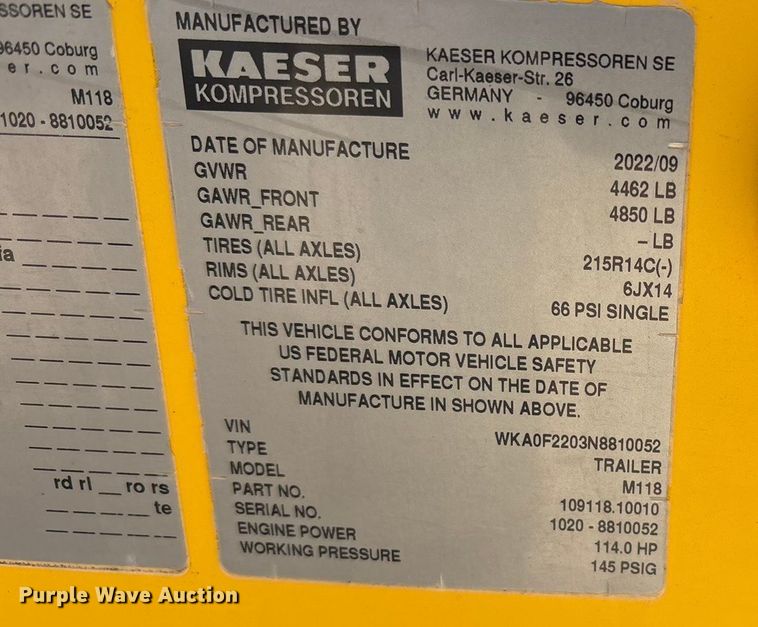 SSOREN SE
96450 Coburg
e r . c o m
M118
1020 - 8810052
ia
rd rl __ ro rs
te
MANUFACTURED BY
KAESER
KOMPRESSOREN
KAESER KOMPRESSOREN SE
Carl-Kaeser-Str. 26
GERMANY - 96450 Coburg
w w w . k a e s e r . c o m
DATE OF MANUFACTURE 2022/09
GVWR 4462 LB
GAWR_FRONT 4850 LB
GAWR_REAR – LB
TIRES (ALL AXLES) 215R14C(-)
RIMS (ALL AXLES) 6JX14
COLD TIRE INFL (ALL AXLES) 66 PSI SINGLE
THIS VEHICLE CONFORMS TO ALL APPLICABLE
US FEDERAL MOTOR VEHICLE SAFETY
STANDARDS IN EFFECT ON THE DATE OF
MANUFACTURE IN SHOWN ABOVE.
VIN WKA0F2203N8810052
TYPE TRAILER
MODEL M118
PART NO. 109118.10010
SERIAL NO. 1020 - 8810052
ENGINE POWER 114.0 HP
WORKING PRESSURE 145 PSIG
Purple Wave Auction